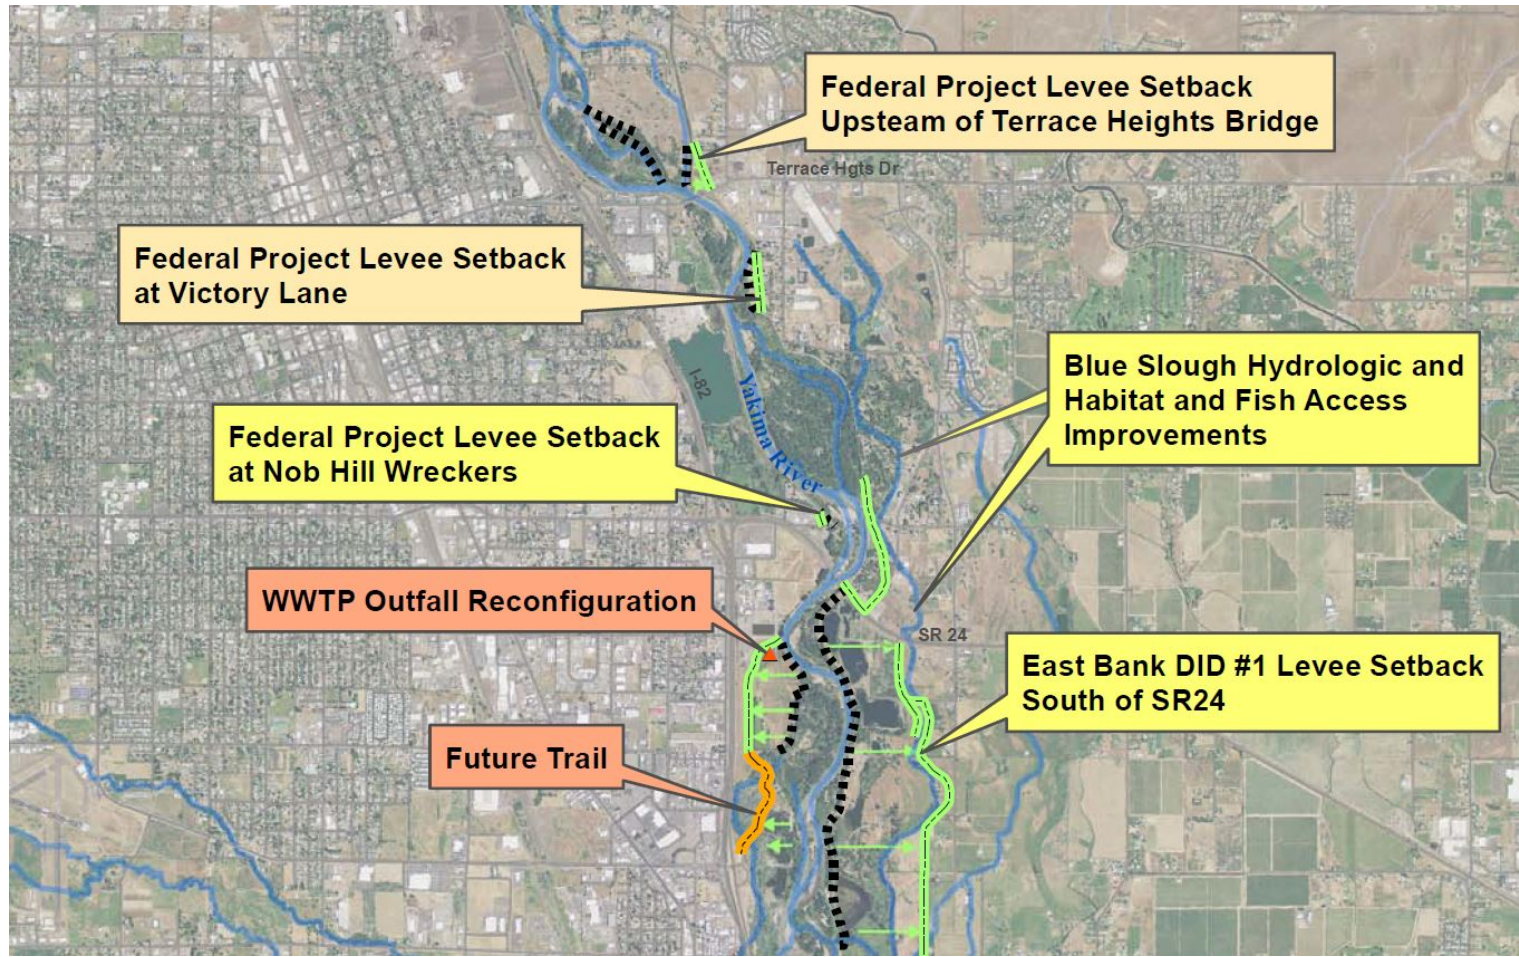 Federal Project Levee Setback
Upsteam of Terrace Heights Bridge
Terrace Hgts Dr
Federal Project Levee Setback
at Victory Lane
I-82
Yakima River
Blue Slough Hydrologic and
Habitat and Fish Access
Improvements
Federal Project Levee Setback
at Nob Hill Wreckers
WWTP Outfall Reconfiguration
SR 24
East Bank DID #1 Levee Setback
South of SR24
Future Trail